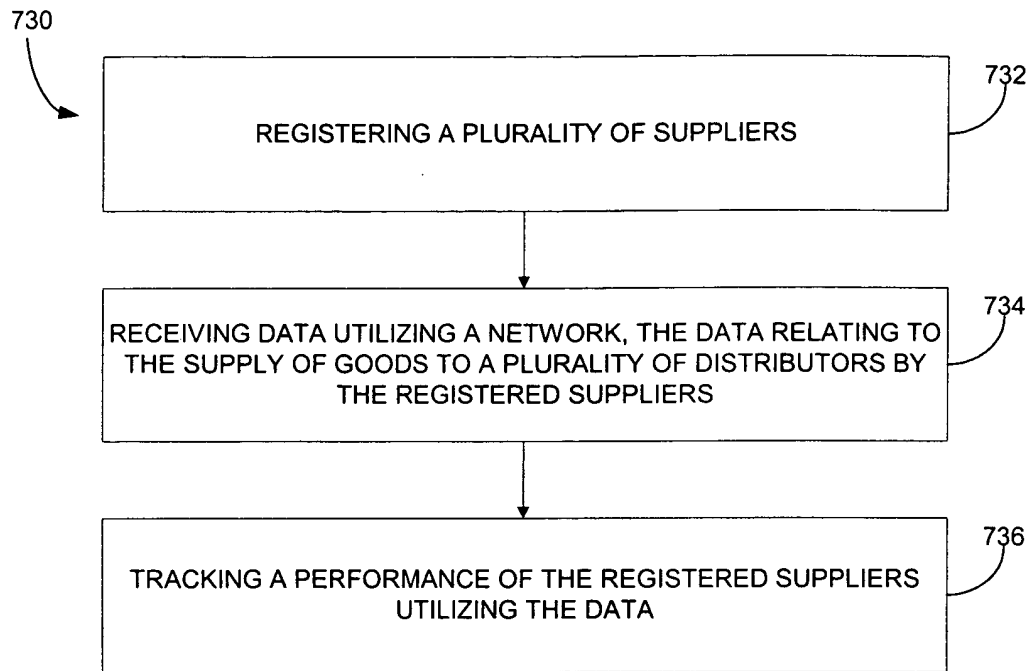 730
732
REGISTERING A PLURALITY OF SUPPLIERS
734
RECEIVING DATA UTILIZING A NETWORK, THE DATA RELATING TO
THE SUPPLY OF GOODS TO A PLURALITY OF DISTRIBUTORS BY
THE REGISTERED SUPPLIERS
736
TRACKING A PERFORMANCE OF THE REGISTERED SUPPLIERS
UTILIZING THE DATA